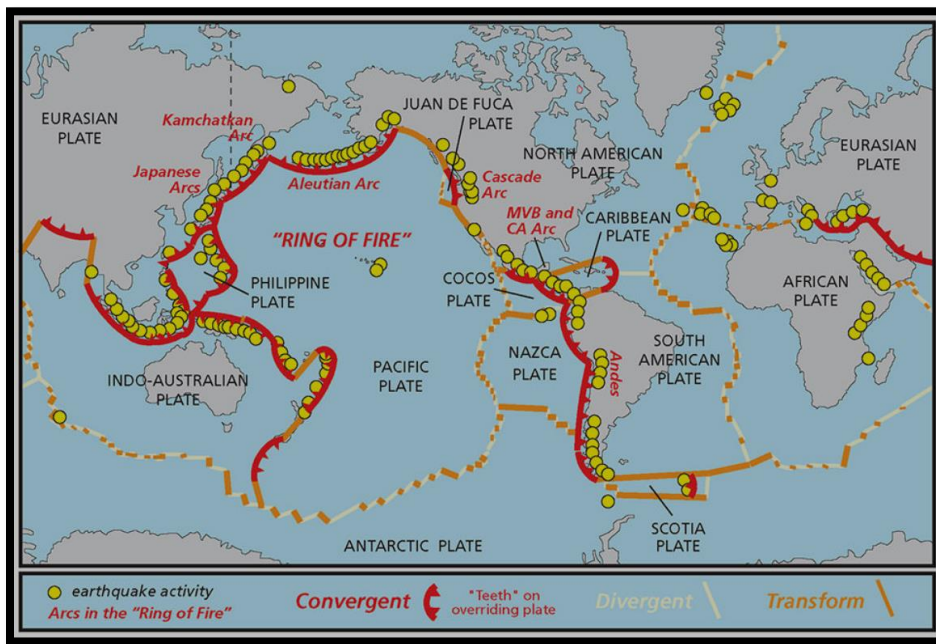 EURASIAN
PLATE
Kamchatkan
Arc
JUAN DE FUCA
PLATE
NORTH AMERICAN
PLATE
EURASIAN
PLATE
Japanese
Arcs
Aleutian Arc
Cascade
Arc
MVB and
CA Arc
CARIBBEAN
PLATE
"RING OF FIRE"
PHILIPPINE
PLATE
COCOS
PLATE
AFRICAN
PLATE
INDO-AUSTRALIAN
PLATE
PACIFIC
PLATE
NAZCA
PLATE
Andes
SOUTH
AMERICAN
PLATE
ANTARCTIC PLATE
SCOTIA
PLATE
earthquake activity
Arcs in the "Ring of Fire"
Convergent
"Teeth" on
overriding plate
Divergent
Transform